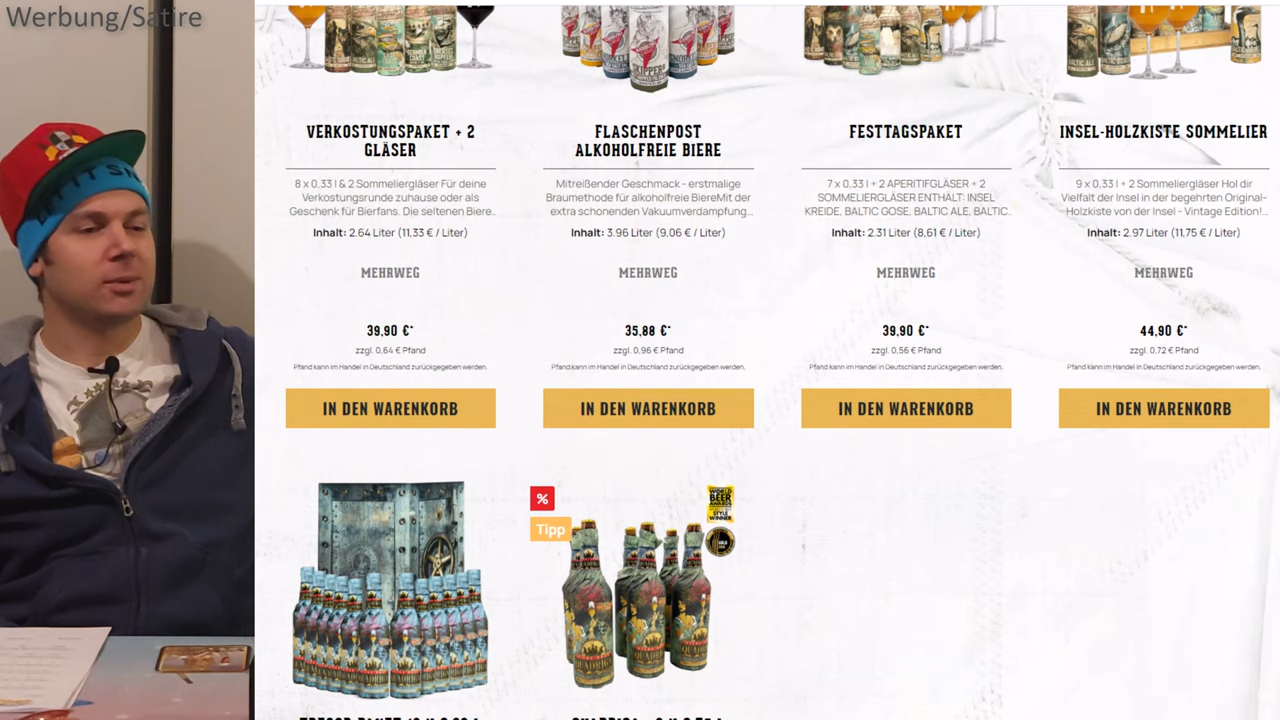 Werbung/Satire
VERKOSTUNGSPAKET + 2
GLÄSER
8 x 0,33 l & 2 Sommeliergläser Für deine
Verkostungsrunde zuhause oder als
Geschenk für Bierfans. Die seltenen Biere...
Inhalt: 2.64 Liter (11,33 € / Liter)
MEHRWEG
39,90 €*
zzgl. 0,64 € Pfand
Pfand kann im Handel in Deutschland zurückgegeben werden.
IN DEN WARENKORB
FLASCHENPOST
ALKOHOLFREIE BIERE
Mitreißender Geschmack - erstmalige
Braumethode für alkoholfreie BiereMit der
extra schonenden Vakuumverdampfung...
Inhalt: 3.96 Liter (9,06 € / Liter)
MEHRWEG
35,88 €*
zzgl. 0,96 € Pfand
Pfand kann im Handel in Deutschland zurückgegeben werden.
IN DEN WARENKORB
FESTTAGSPAKET
7 x 0,33 l + 2 APERITIFGLÄSER + 2
SOMMELIERGLÄSER ENTHÄLT: INSEL
KREIDE, BALTIC GOSE, BALTIC ALE, BALTIC...
Inhalt: 2.31 Liter (8,61 € / Liter)
MEHRWEG
39,90 €*
zzgl. 0,56 € Pfand
Pfand kann im Handel in Deutschland zurückgegeben werden.
IN DEN WARENKORB
INSEL-HOLZKISTE SOMMELIER
9 x 0,33 l + 2 Sommeliergläser Hol dir
Vielfalt der Insel in der begehrten Original-
Holzkiste von der Insel - Vintage Edition!...
Inhalt: 2.97 Liter (11,75 € / Liter)
MEHRWEG
44,90 €*
zzgl. 0,72 € Pfand
Pfand kann im Handel in Deutschland zurückgegeben werden.
IN DEN WARENKORB
%
Tipp
WORLD
BEER
AWARDS
STYLE
WINNER
QUADRIGA